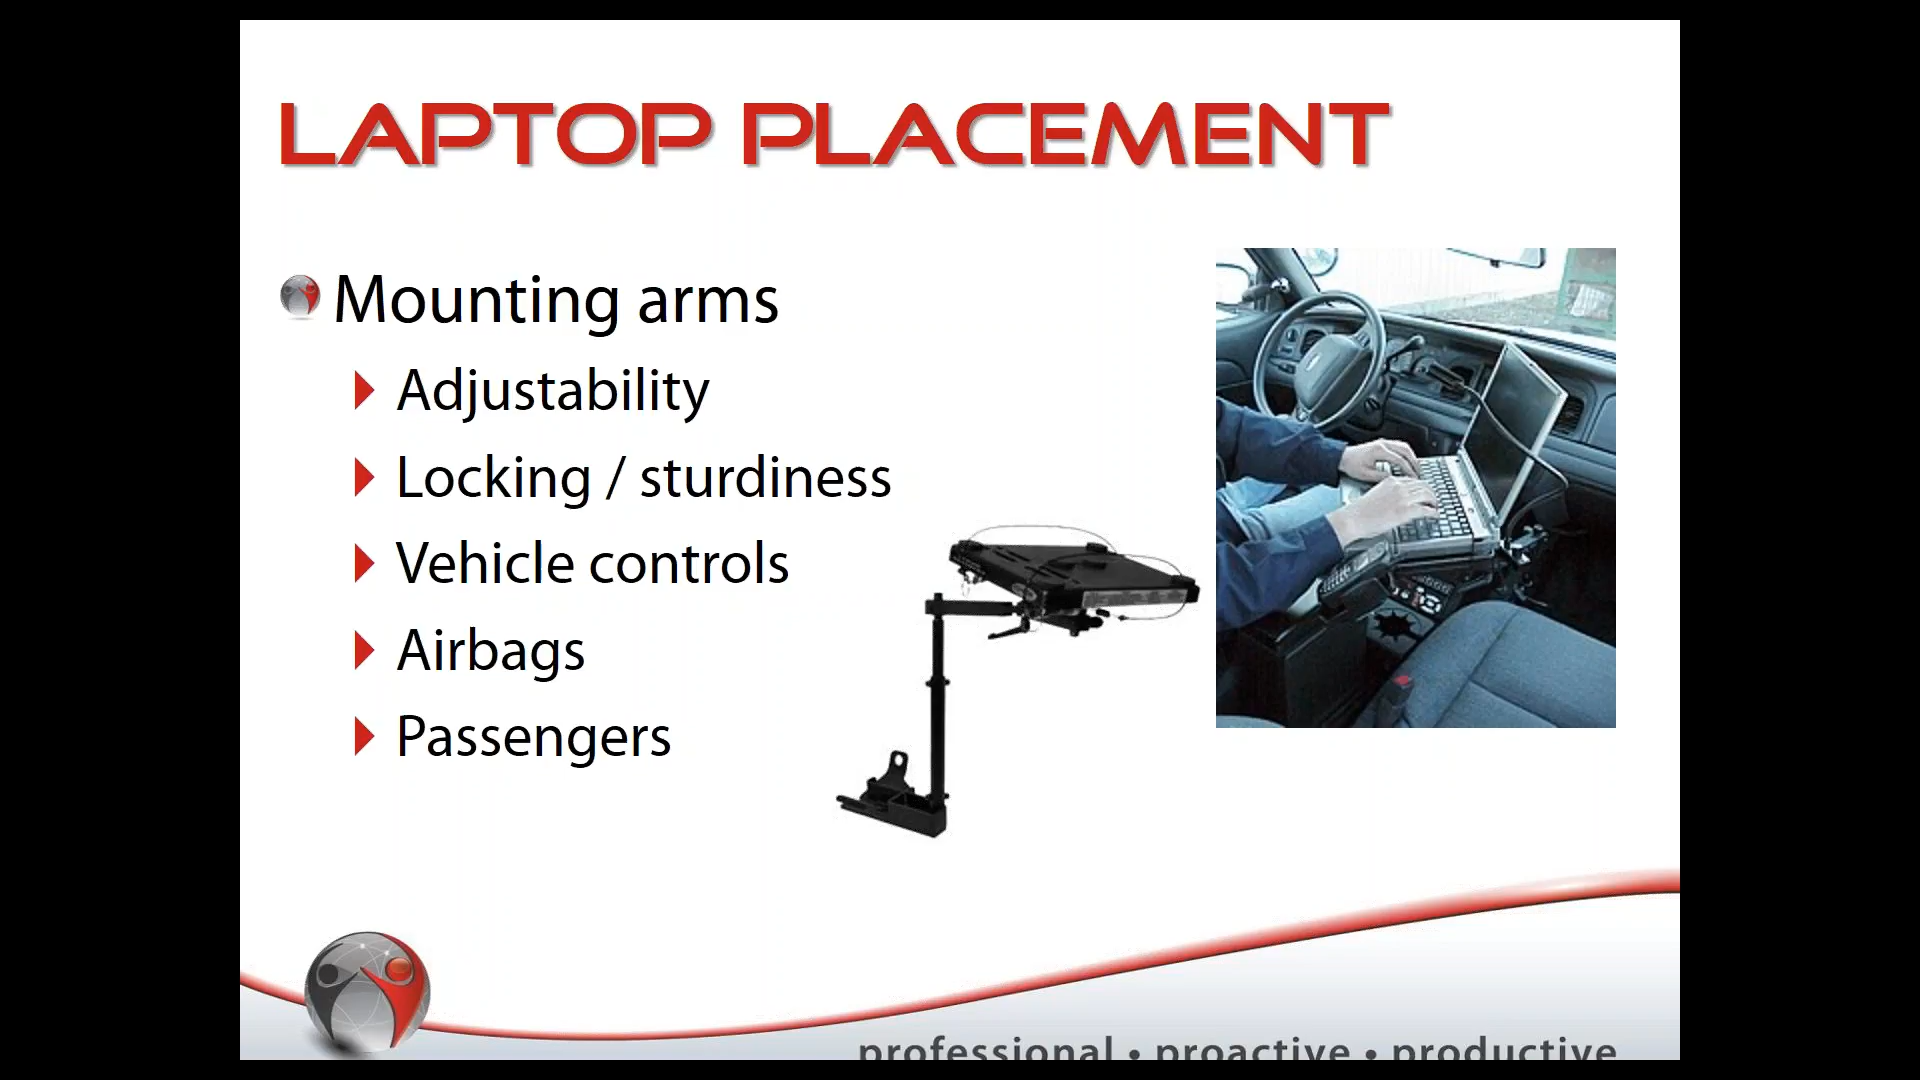 LAPTOP PLACEMENT
Mounting arms
Adjustability
Locking / sturdiness
Vehicle controls
Airbags
Passengers
professional • proactive • productive